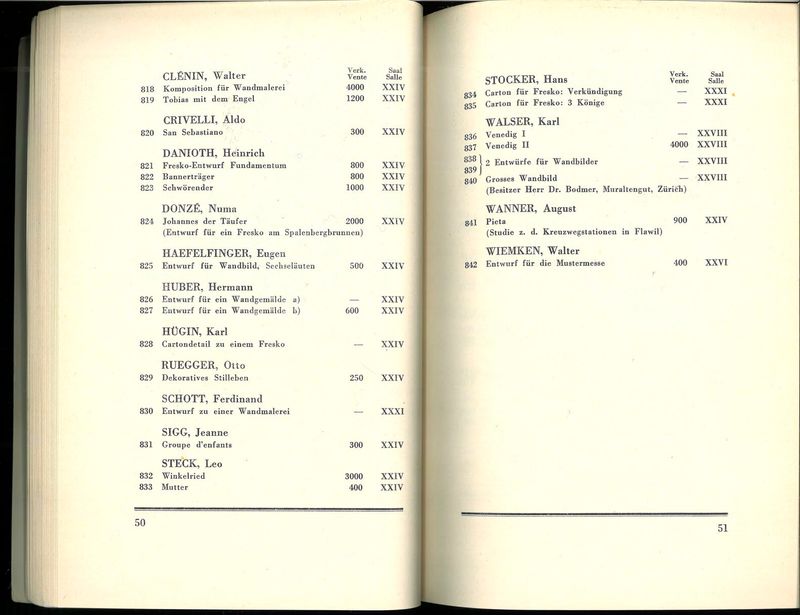 CLÉNIN, Walter Verk. Vente Saal Salle
818 Komposition für Wandmalerei 4000 XXIV
819 Tobias mit dem Engel 1200 XXIV
CRIVELLI, Aldo
820 San Sebastiano 300 XXIV
DANIOTH, Heinrich
821 Fresko-Entwurf Fundamentum 800 XXIV
822 Bannerträger 800 XXIV
823 Schwörender 1000 XXIV
DONZÉ, Numa
824 Johannes der Täufer 2000 XXIV
(Entwurf für ein Fresko am Spalenbergbrunnen)
HAEFELFINGER, Eugen
825 Entwurf für Wandbild, Sechseläuten 500 XXIV
HUBER, Hermann
826 Entwurf für ein Wandgemälde a) — XXIV
827 Entwurf für ein Wandgemälde b) 600 XXIV
HÜGIN, Karl
828 Cartondetail zu einem Fresko — XXIV
RUEGGER, Otto
829 Dekoratives Stilleben 250 XXIV
SCHOTT, Ferdinand
830 Entwurf zu einer Wandmalerei — XXXI
SIGG, Jeanne
831 Groupe d'enfants 300 XXIV
STECK, Leo
832 Winkelried 3000 XXIV
833 Mutter 400 XXIV
50
STOCKER, Hans Verk. Vente Saal Salle
834 Carton für Fresko: Verkündigung — XXXI
835 Carton für Fresko: 3 Könige — XXXI
WALSER, Karl
836 Venedig I — XXVIII
837 Venedig II 4000 XXVIII
838
839 } 2 Entwürfe für Wandbilder — XXVIII
840 Grosses Wandbild — XXVIII
(Besitzer Herr Dr. Bodmer, Muraltengut, Zürich)
WANNER, August
841 Pieta 900 XXIV
(Studie z. d. Kreuzwegstationen in Flawil)
WIEMKEN, Walter
842 Entwurf für die Mustermesse 400 XXVI
51